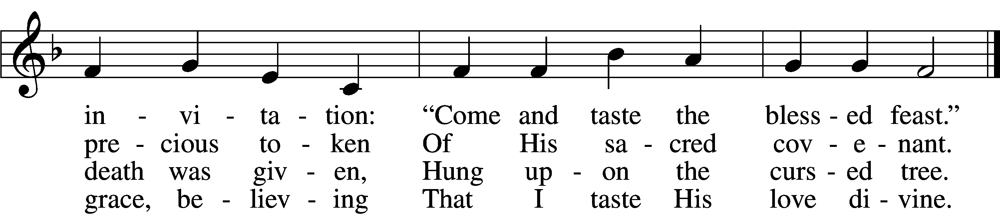 in - vi - ta - tion: “Come and taste the bless - ed feast.”
pre - cious to - ken Of His sa - cred cov - e - nant.
death was giv - en, Hung up - on the curs - ed tree.
grace, be - liev - ing That I taste His love di - vine.